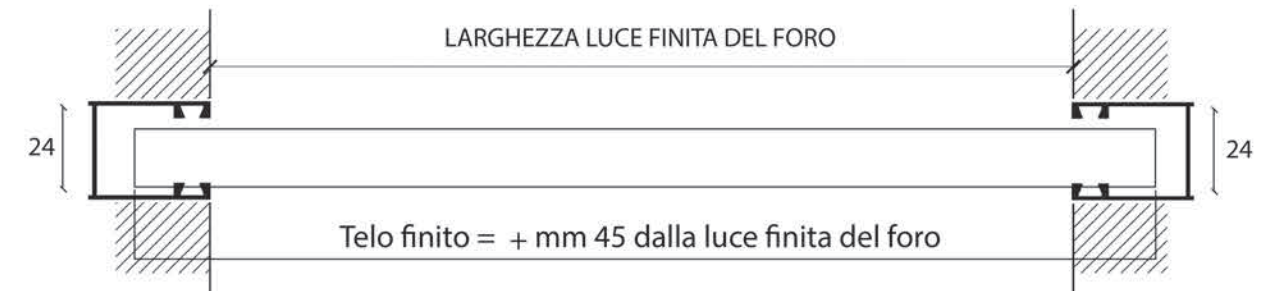 LARGHEZZA LUCE FINITA DEL FORO
24
24
Telo finito = + mm 45 dalla luce finita del foro